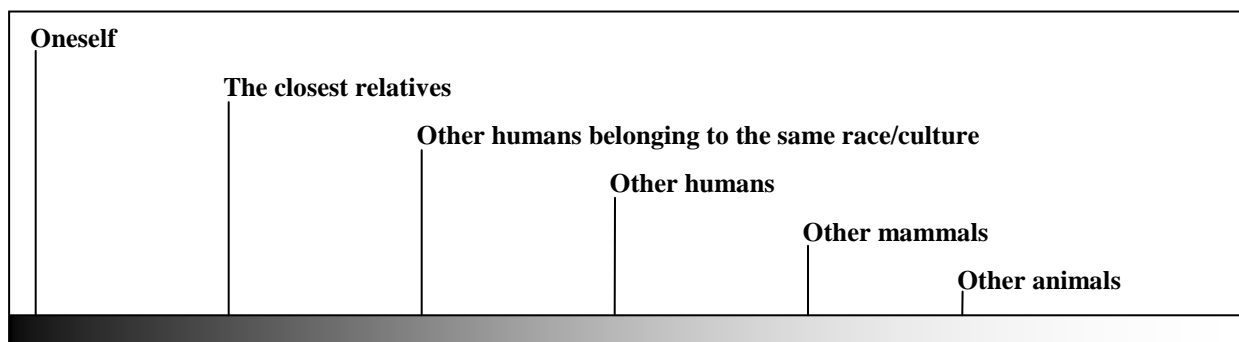 Oneself
The closest relatives
Other humans belonging to the same race/culture
Other humans
Other mammals
Other animals